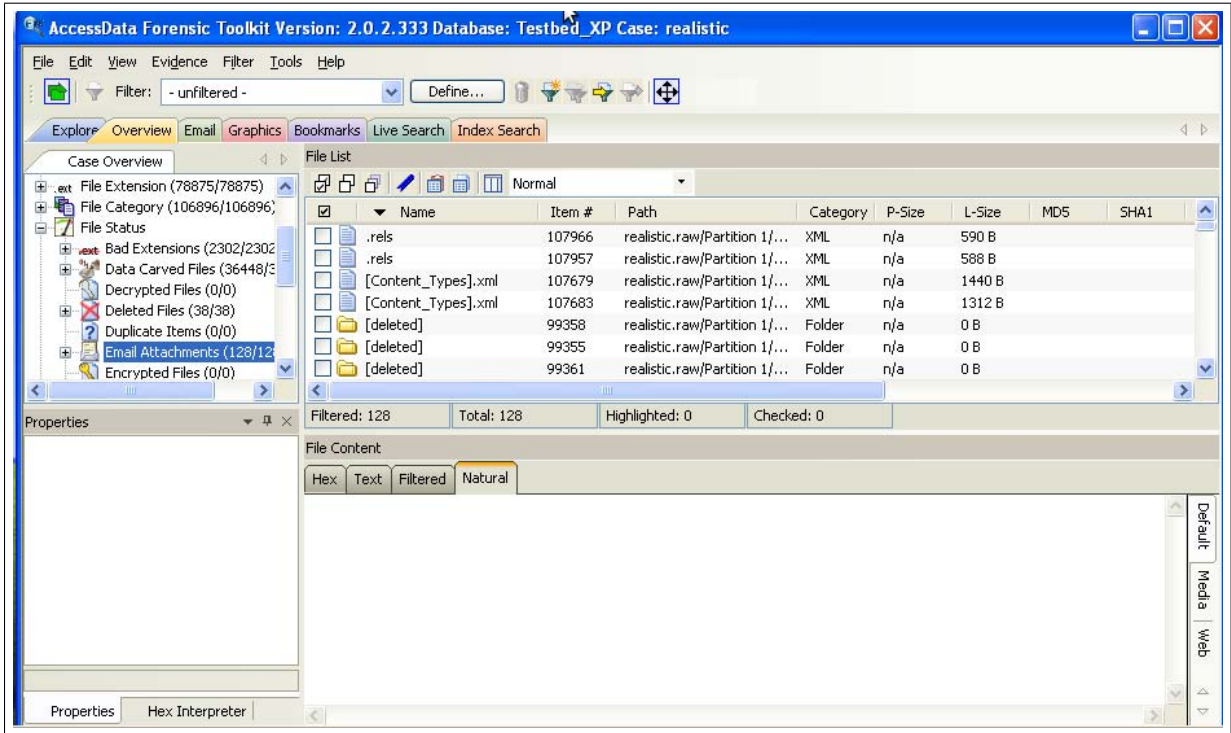 AccessData Forensic Toolkit Version: 2.0.2.333 Database: Testbed_XP Case: realistic
File Edit View Evidence Filter Tools Help
Filter: - unfiltered - Define...
Explore Overview Email Graphics Bookmarks Live Search Index Search
Case Overview
.ext File Extension (78875/78875)
File Category (106896/106896)
File Status
.ext Bad Extensions (2302/2302
Data Carved Files (36448/3
Decrypted Files (0/0)
Deleted Files (38/38)
Duplicate Items (0/0)
Email Attachments (128/12
Encrypted Files (0/0)
File List
Normal
Name Item # Path Category P-Size L-Size MD5 SHA1
.rels 107966 realistic.raw/Partition 1/... XML n/a 590 B
.rels 107957 realistic.raw/Partition 1/... XML n/a 588 B
[Content_Types].xml 107679 realistic.raw/Partition 1/... XML n/a 1440 B
[Content_Types].xml 107683 realistic.raw/Partition 1/... XML n/a 1312 B
[deleted] 99358 realistic.raw/Partition 1/... Folder n/a 0 B
[deleted] 99355 realistic.raw/Partition 1/... Folder n/a 0 B
[deleted] 99361 realistic.raw/Partition 1/... Folder n/a 0 B
Filtered: 128 Total: 128 Highlighted: 0 Checked: 0
Properties
File Content
Hex Text Filtered Natural
Default
Media
Web
Properties Hex Interpreter